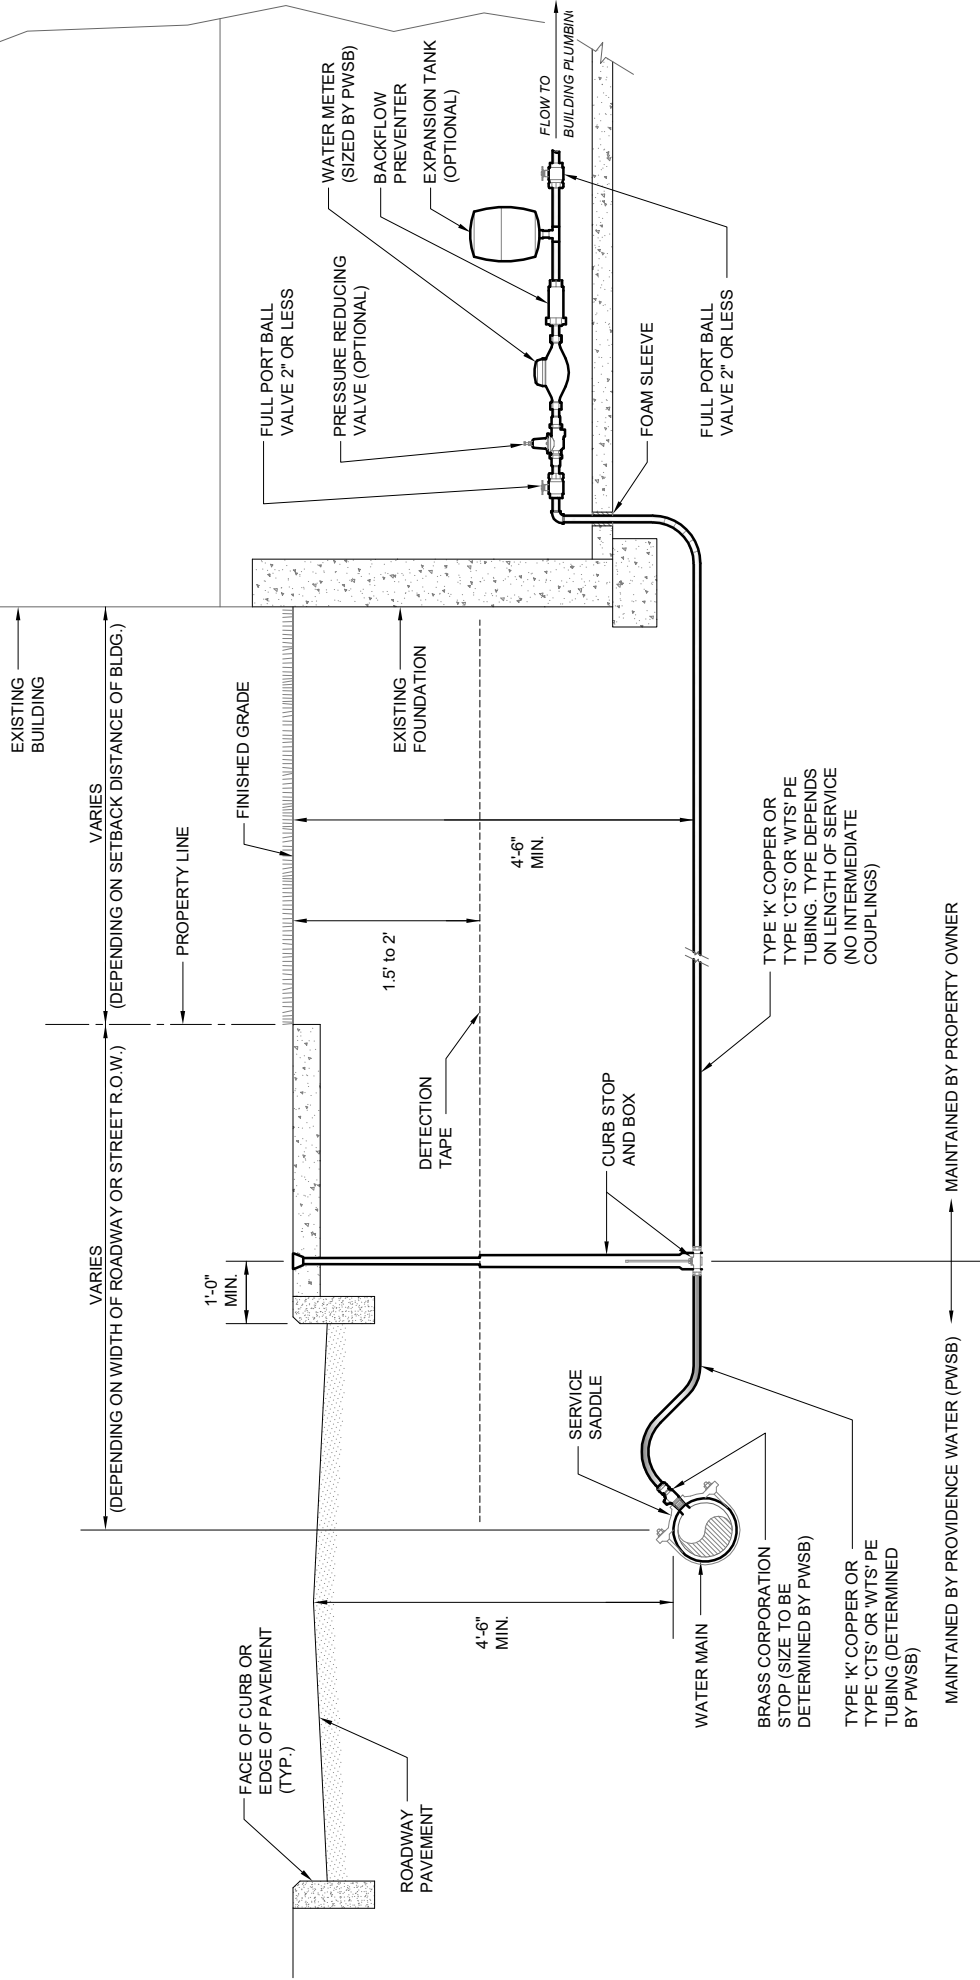 EXISTING
BUILDING
VARIES
(DEPENDING ON SETBACK DISTANCE OF BLDG.)
VARIES
(DEPENDING ON WIDTH OF ROADWAY OR STREET R.O.W.)
PROPERTY LINE
FINISHED GRADE
FACE OF CURB OR
EDGE OF PAVEMENT
(TYP.)
ROADWAY
PAVEMENT
1'-0"
MIN.
FULL PORT BALL
VALVE 2" OR LESS
PRESSURE REDUCING
VALVE (OPTIONAL)
WATER METER
(SIZED BY PWSB)
BACKFLOW
PREVENTER
EXPANSION TANK
(OPTIONAL)
FLOW TO
BUILDING PLUMBING
EXISTING
FOUNDATION
1.5' to 2'
4'-6"
MIN.
DETECTION
TAPE
4'-6"
MIN.
SERVICE
SADDLE
CURB STOP
AND BOX
FOAM SLEEVE
FULL PORT BALL
VALVE 2" OR LESS
WATER MAIN
BRASS CORPORATION
STOP (SIZE TO BE
DETERMINED BY PWSB)
TYPE 'K' COPPER OR
TYPE 'CTS' OR 'WTS' PE
TUBING (DETERMINED
BY PWSB)
TYPE 'K' COPPER OR
TYPE 'CTS' OR 'WTS' PE
TUBING. TYPE DEPENDS
ON LENGTH OF SERVICE
(NO INTERMEDIATE
COUPLINGS)
MAINTAINED BY PROVIDENCE WATER (PWSB)
MAINTAINED BY PROPERTY OWNER